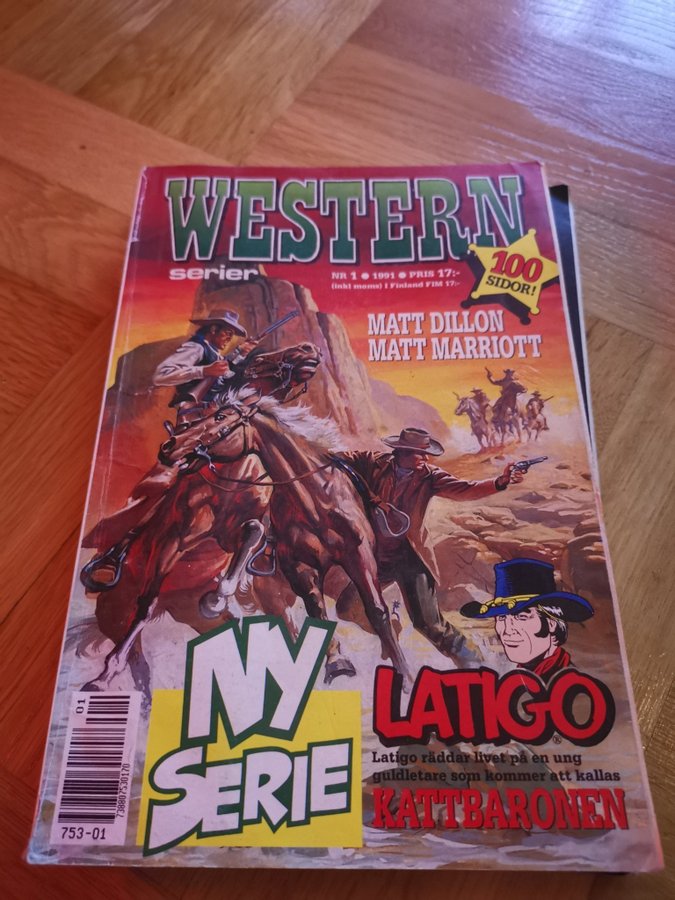 WESTERN
serier
NR 1 ● 1991 ● PRIS 17:-
(inkl moms) I Finland FIM 17:-
100
SIDOR!
MATT DILLON
MATT MARRIOTT
NY
SERIE
LATIGO
®
Latigo räddar livet på en ung
guldletare som kommer att kallas
KATTBARONEN
01
7388077530170
753-01